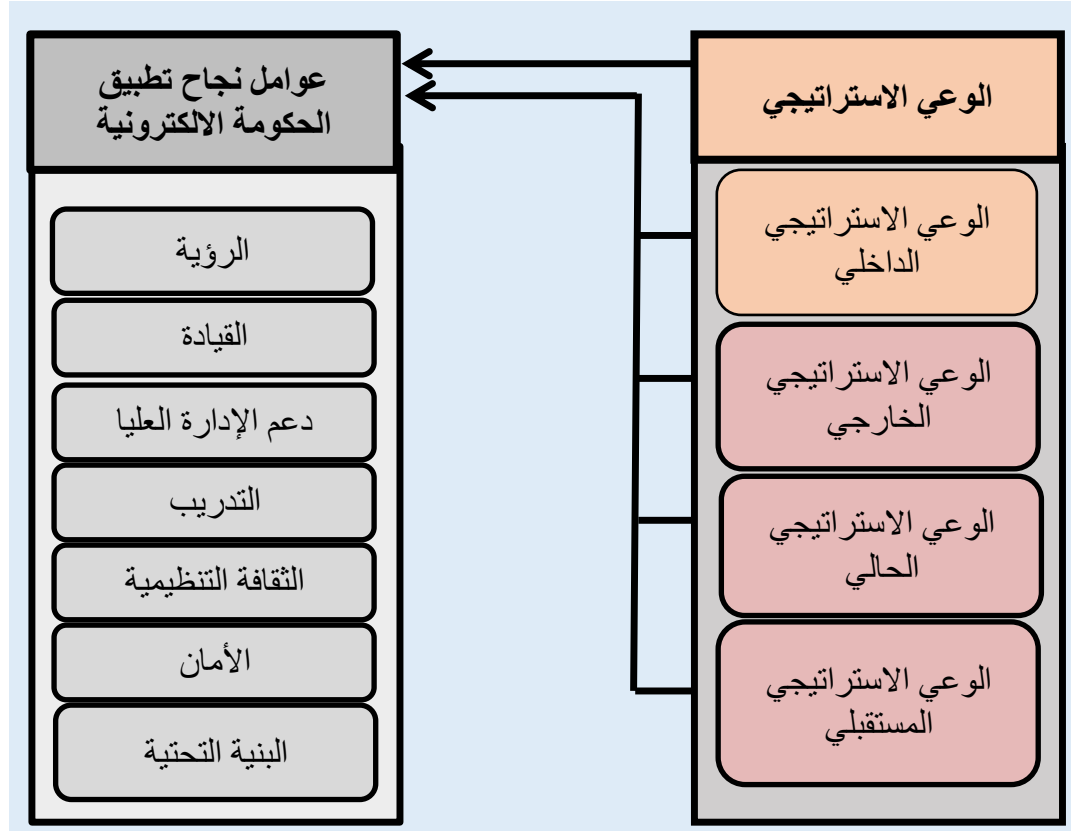 الوعي الاستراتيجي
الوعي الاستراتيجي
الداخلي
الوعي الاستراتيجي
الخارجي
الوعي الاستراتيجي
الحالي
الوعي الاستراتيجي
المستقبلي
عوامل نجاح تطبيق
الحكومة الالكترونية
الرؤية
القيادة
دعم الإدارة العليا
التدريب
الثقافة التنظيمية
الأمان
البنية التحتية